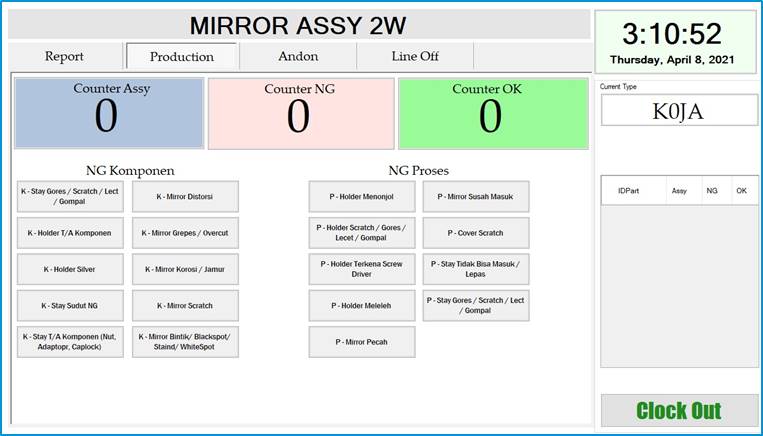 MIRROR ASSY 2W
3:10:52
Thursday, April 8, 2021
Report
Production
Andon
Line Off
Counter Assy
0
Counter NG
0
Counter OK
0
Current Type
K0JA
IDPart
Assy
NG
OK
NG Komponen
K - Stay Gores / Scratch / Lect
/ Gompal
K - Mirror Distorsi
K - Holder T/A Komponen
K - Mirror Grepes / Overcut
K - Holder Silver
K - Mirror Korosi / Jamur
K - Stay Sudut NG
K - Mirror Scratch
K - Stay T/A Komponen (Nut,
Adaptopr, Caplock)
K - Mirror Bintik/ Blackspot/
Staind/ WhiteSpot
NG Proses
P - Holder Menonjol
P - Mirror Susah Masuk
P - Holder Scratch / Gores /
Lecet / Gompal
P - Cover Scratch
P - Holder Terkena Screw
Driver
P - Stay Tidak Bisa Masuk /
Lepas
P - Holder Meleleh
P - Stay Gores / Scratch / Lect
/ Gompal
P - Mirror Pecah
Clock Out